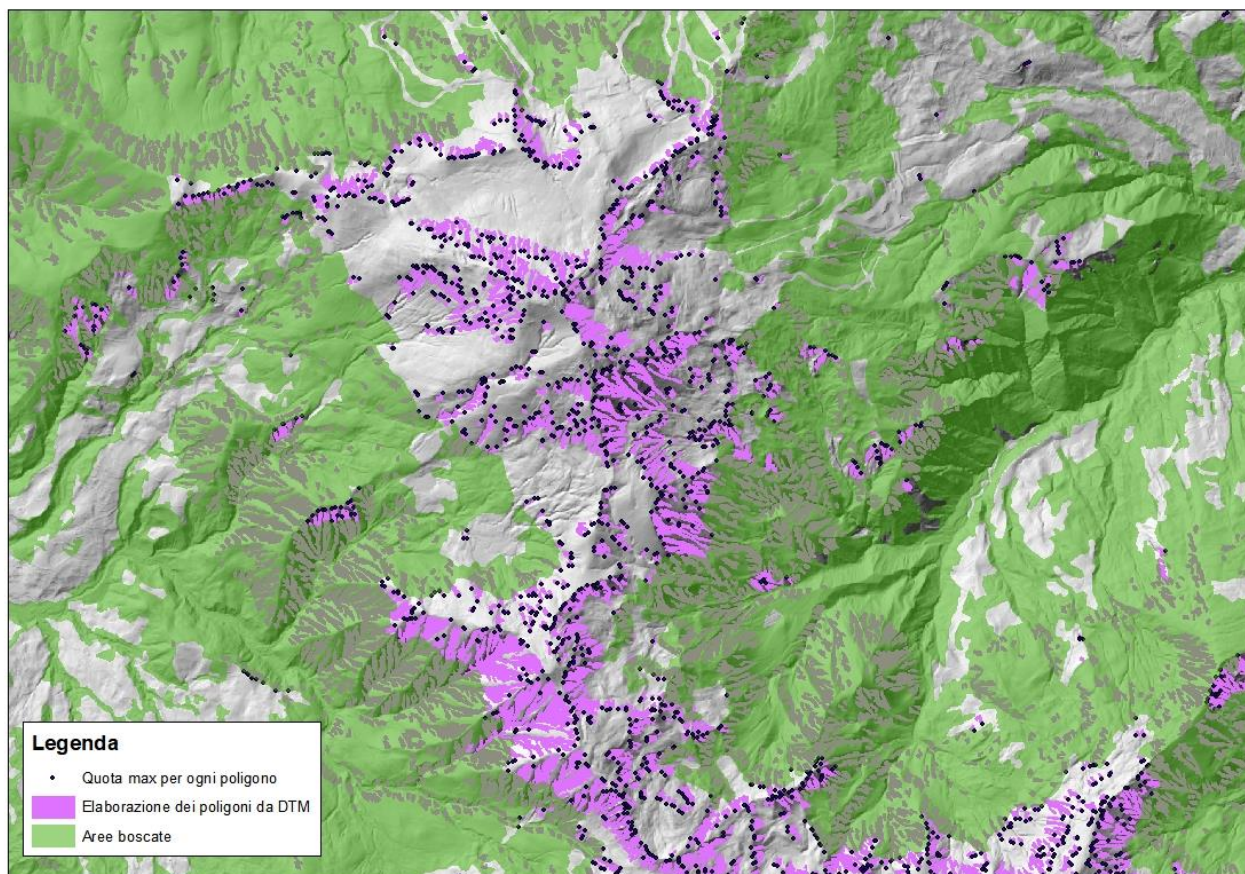 Legenda
Quota max per ogni poligono
Elaborazione dei poligoni da DTM
Aree boscate